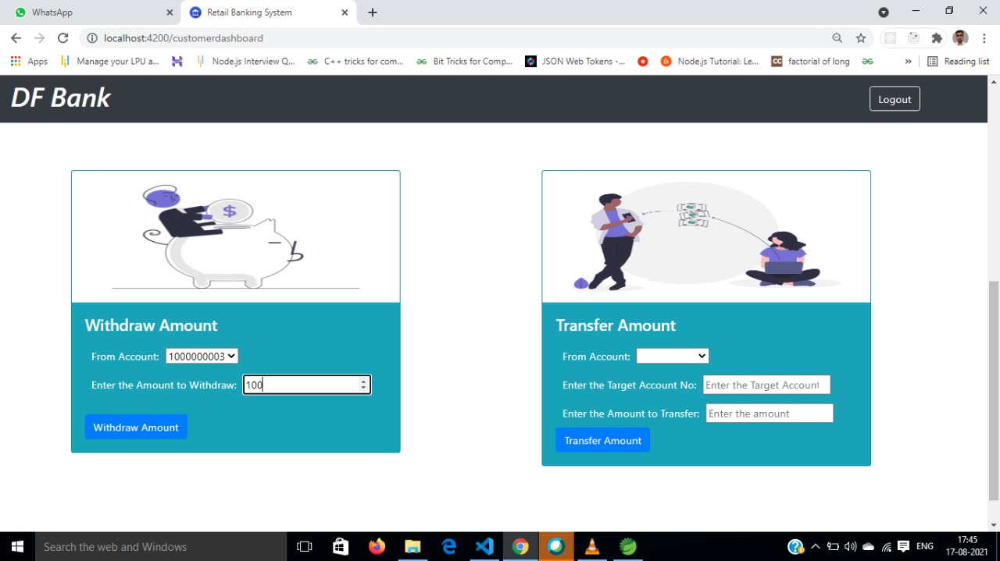 WhatsApp
Retail Banking System
localhost:4200/customerdashboard
Apps
Manage your LPU a...
Node.js Interview Q...
C++ tricks for com...
Bit Tricks for Comp...
JSON Web Tokens -...
Node.js Tutorial: Le...
CC
factorial of long
»
Reading list
DF Bank
Logout
$
Withdraw Amount
From Account: 1000000003
Enter the Amount to Withdraw: 100
Withdraw Amount
Transfer Amount
From Account:
Enter the Target Account No: Enter the Target Account
Enter the Amount to Transfer: Enter the amount
Transfer Amount
Search the web and Windows
ENG
17:45
17-08-2021